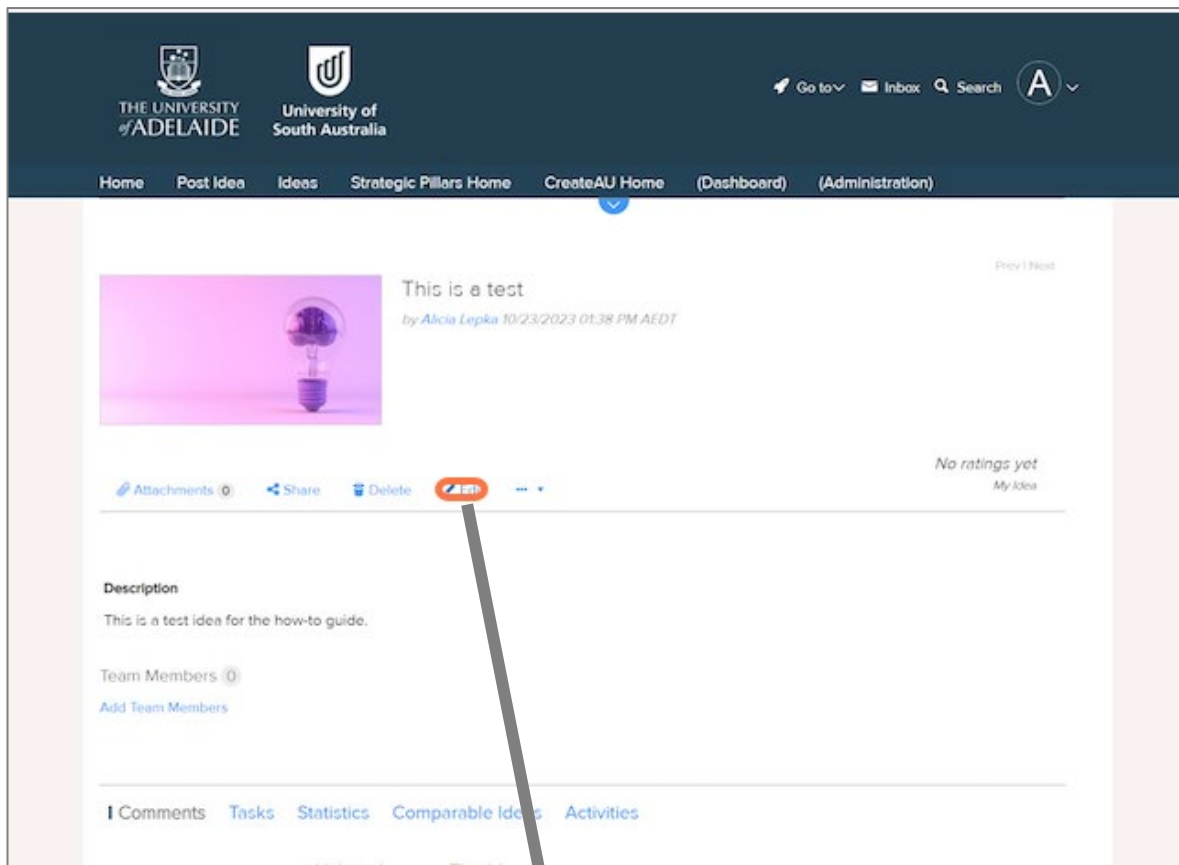 THE UNIVERSITY
of ADELAIDE
University of
South Australia
Go to Inbox Search A
Home Post Idea Ideas Strategic Pillars Home CreateAU Home (Dashboard) (Administration)
Prev | Next
This is a test
by Alicia Lepka 10/23/2023 01:38 PM AEDT
No ratings yet
My Idea
Attachments 0 Share Delete Edit
Description
This is a test idea for the how-to guide.
Team Members 0
Add Team Members
Comments Tasks Statistics Comparable Ideas Activities